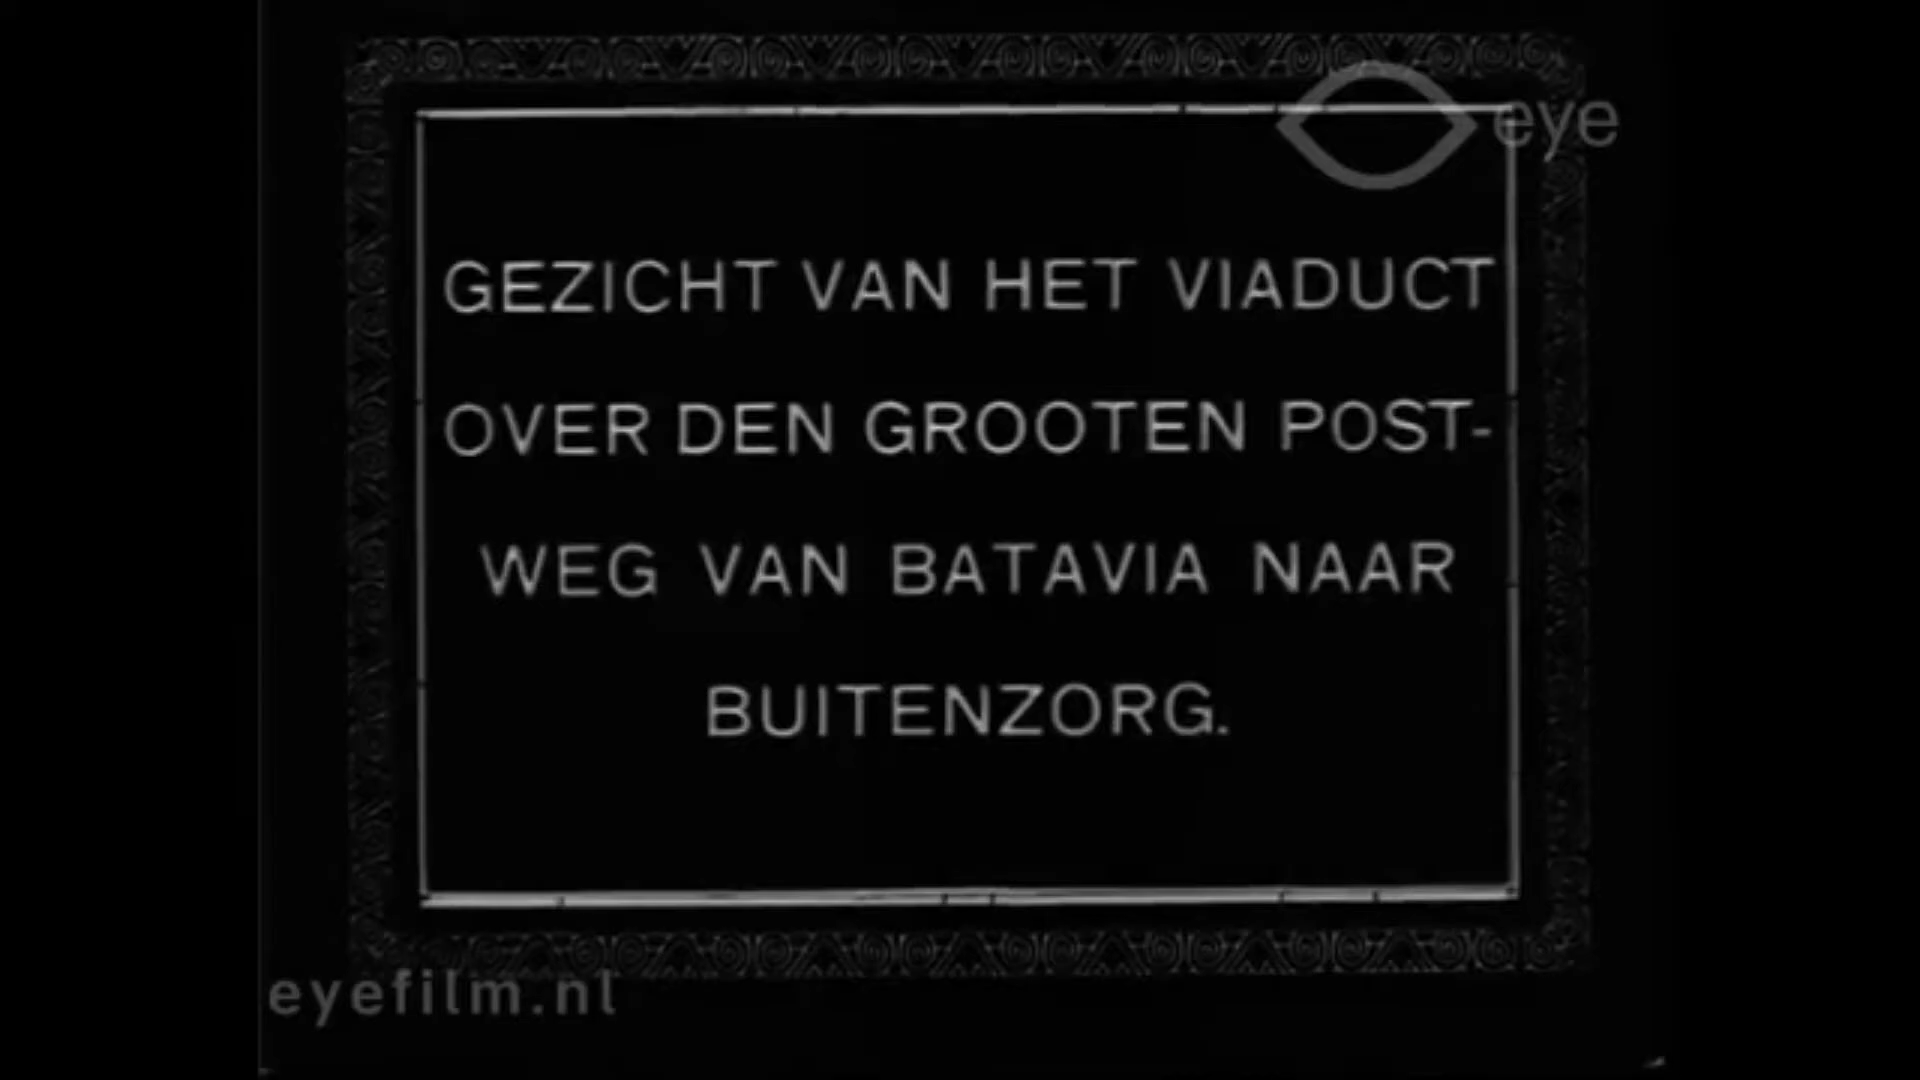 eye
GEZICHT VAN HET VIADUCT
OVER DEN GROOTEN POST-
WEG VAN BATAVIA NAAR
BUITENZORG.
eyefilm.nl